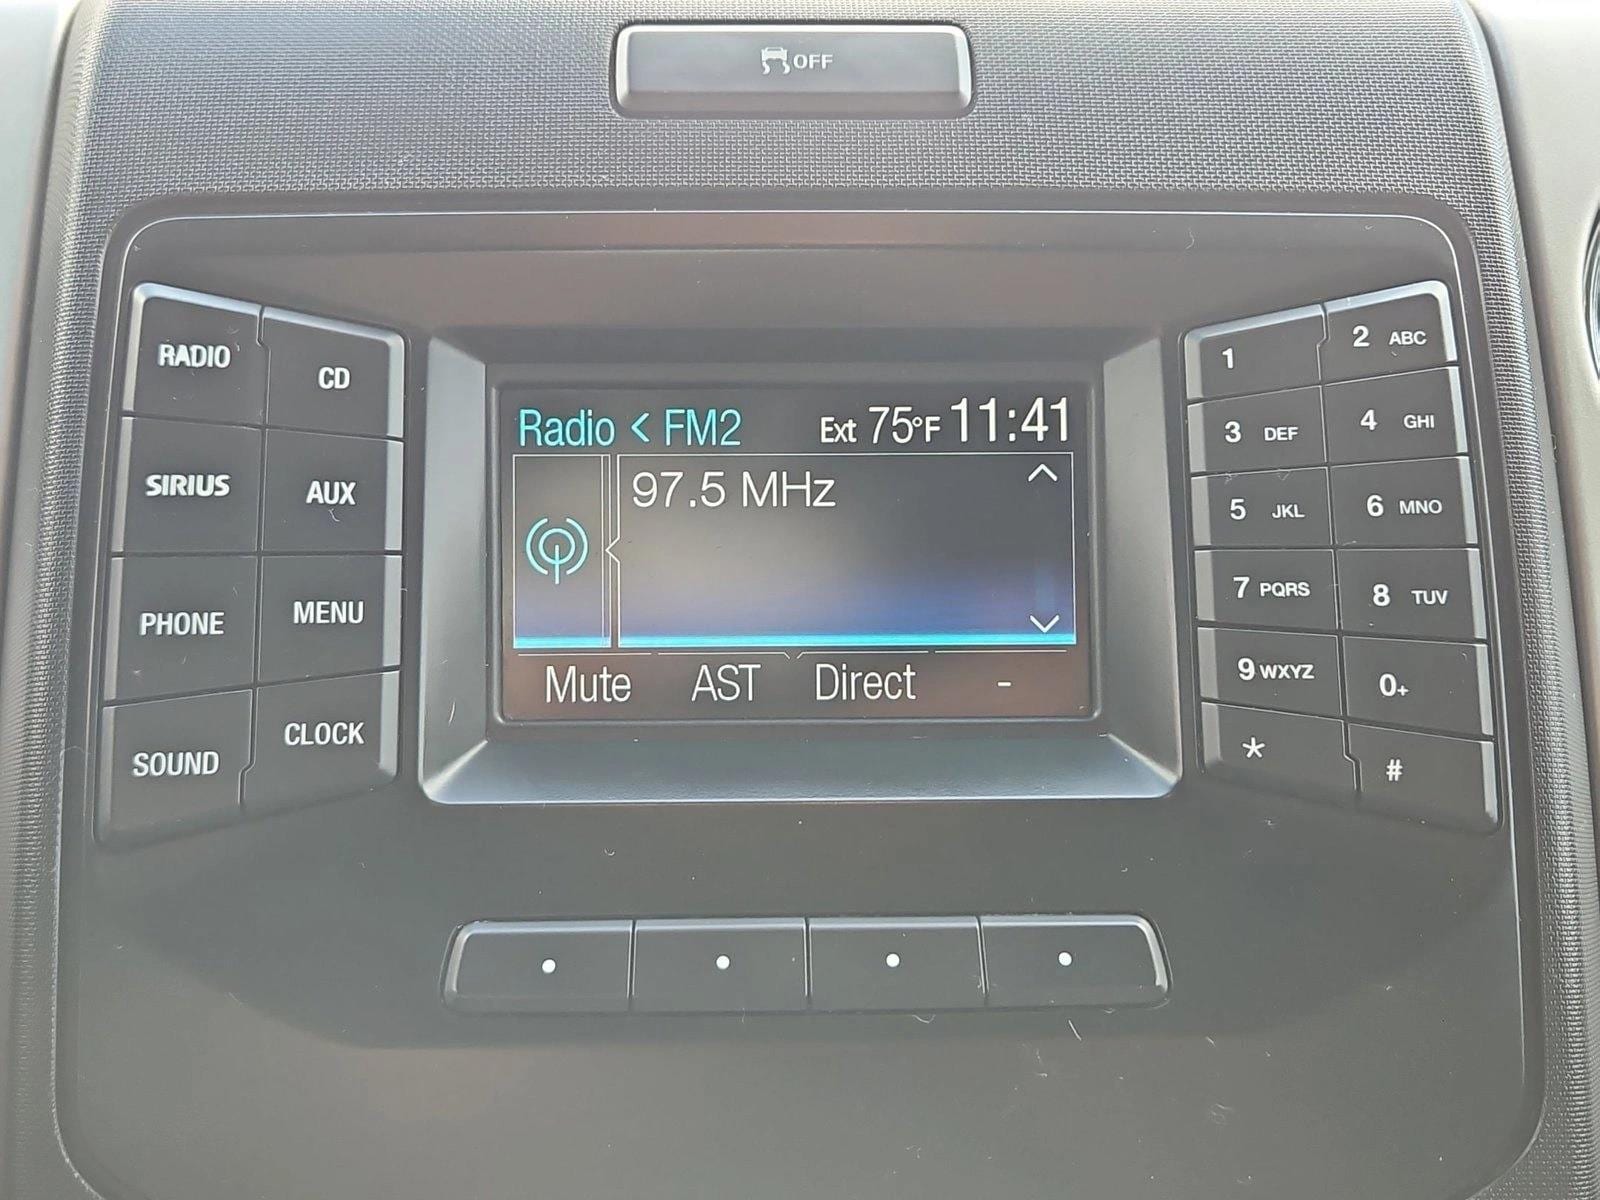 OFF
RADIO
CD
SIRIUS
AUX
PHONE
MENU
SOUND
CLOCK
Radio < FM2 Ext 75°F 11:41
97.5 MHz
Mute AST Direct -
1
2 ABC
3 DEF
4 GHI
5 JKL
6 MNO
7 PQRS
8 TUV
9 WXYZ
0+
*
#